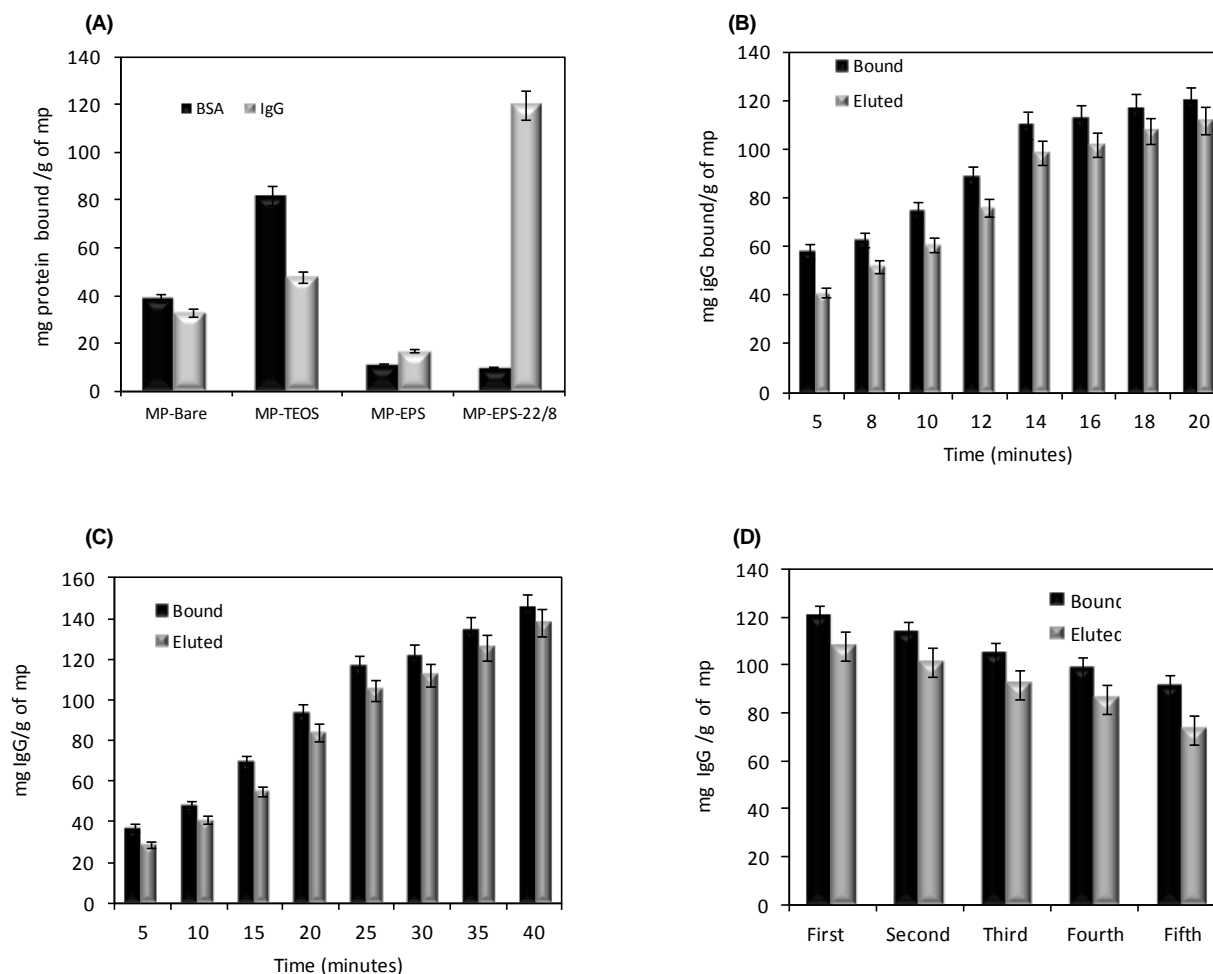 (A)
140
120
100
80
60
40
20
0
mg protein bound /g of mp
BSA IgG
MP-Bare MP-TEOS MP-EPS MP-EPS-22/8
(B)
140
120
100
80
60
40
20
0
mg igG bound/g of mp
Bound
Eluted
5 8 10 12 14 16 18 20
Time (minutes)
(C)
160
140
120
100
80
60
40
20
0
mg IgG/g of mp
Bound
Eluted
5 10 15 20 25 30 35 40
Time (minutes)
(D)
140
120
100
80
60
40
20
0
mg IgG /g of mp
Bound
Eluted
First Second Third Fourth Fifth